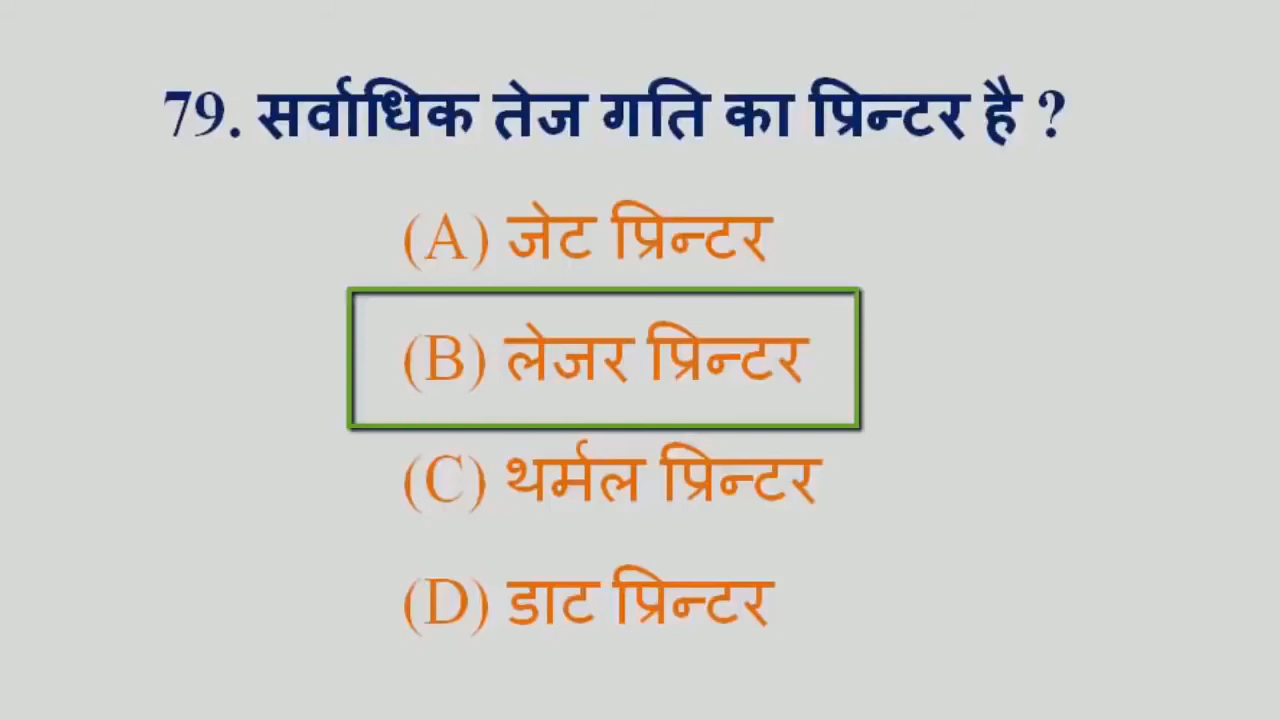 79. सर्वाधिक तेज गति का प्रिन्टर है ?
(A) जेट प्रिन्टर
(B) लेजर प्रिन्टर
(C) थर्मल प्रिन्टर
(D) डाट प्रिन्टर